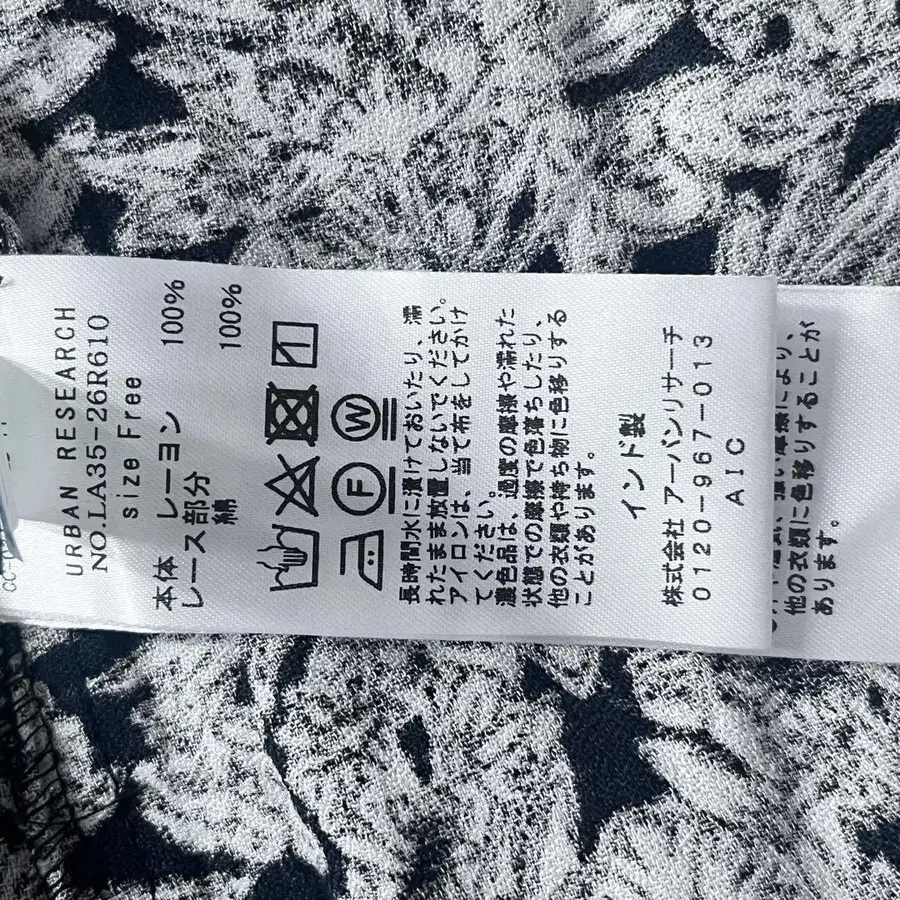 URBAN RESEARCH
NO.LA35-26R610
size Free
本体 レーヨン 100%
レース部分
綿 100%
W
F
長時間水に漬けておいたり、濡
れたまま放置しないでください。
アイロンは、当て布をしてかけ
てください。
濃色品は、過度の摩擦や濡れた
状態での摩擦で色落ちしたり、
他の衣類や持ち物に色移りする
ことがあります。
インド製
株式会社 アーバンリサーチ
0120-967-013
AIC
強い摩擦により、
他の衣類に色移りすることが
あります。